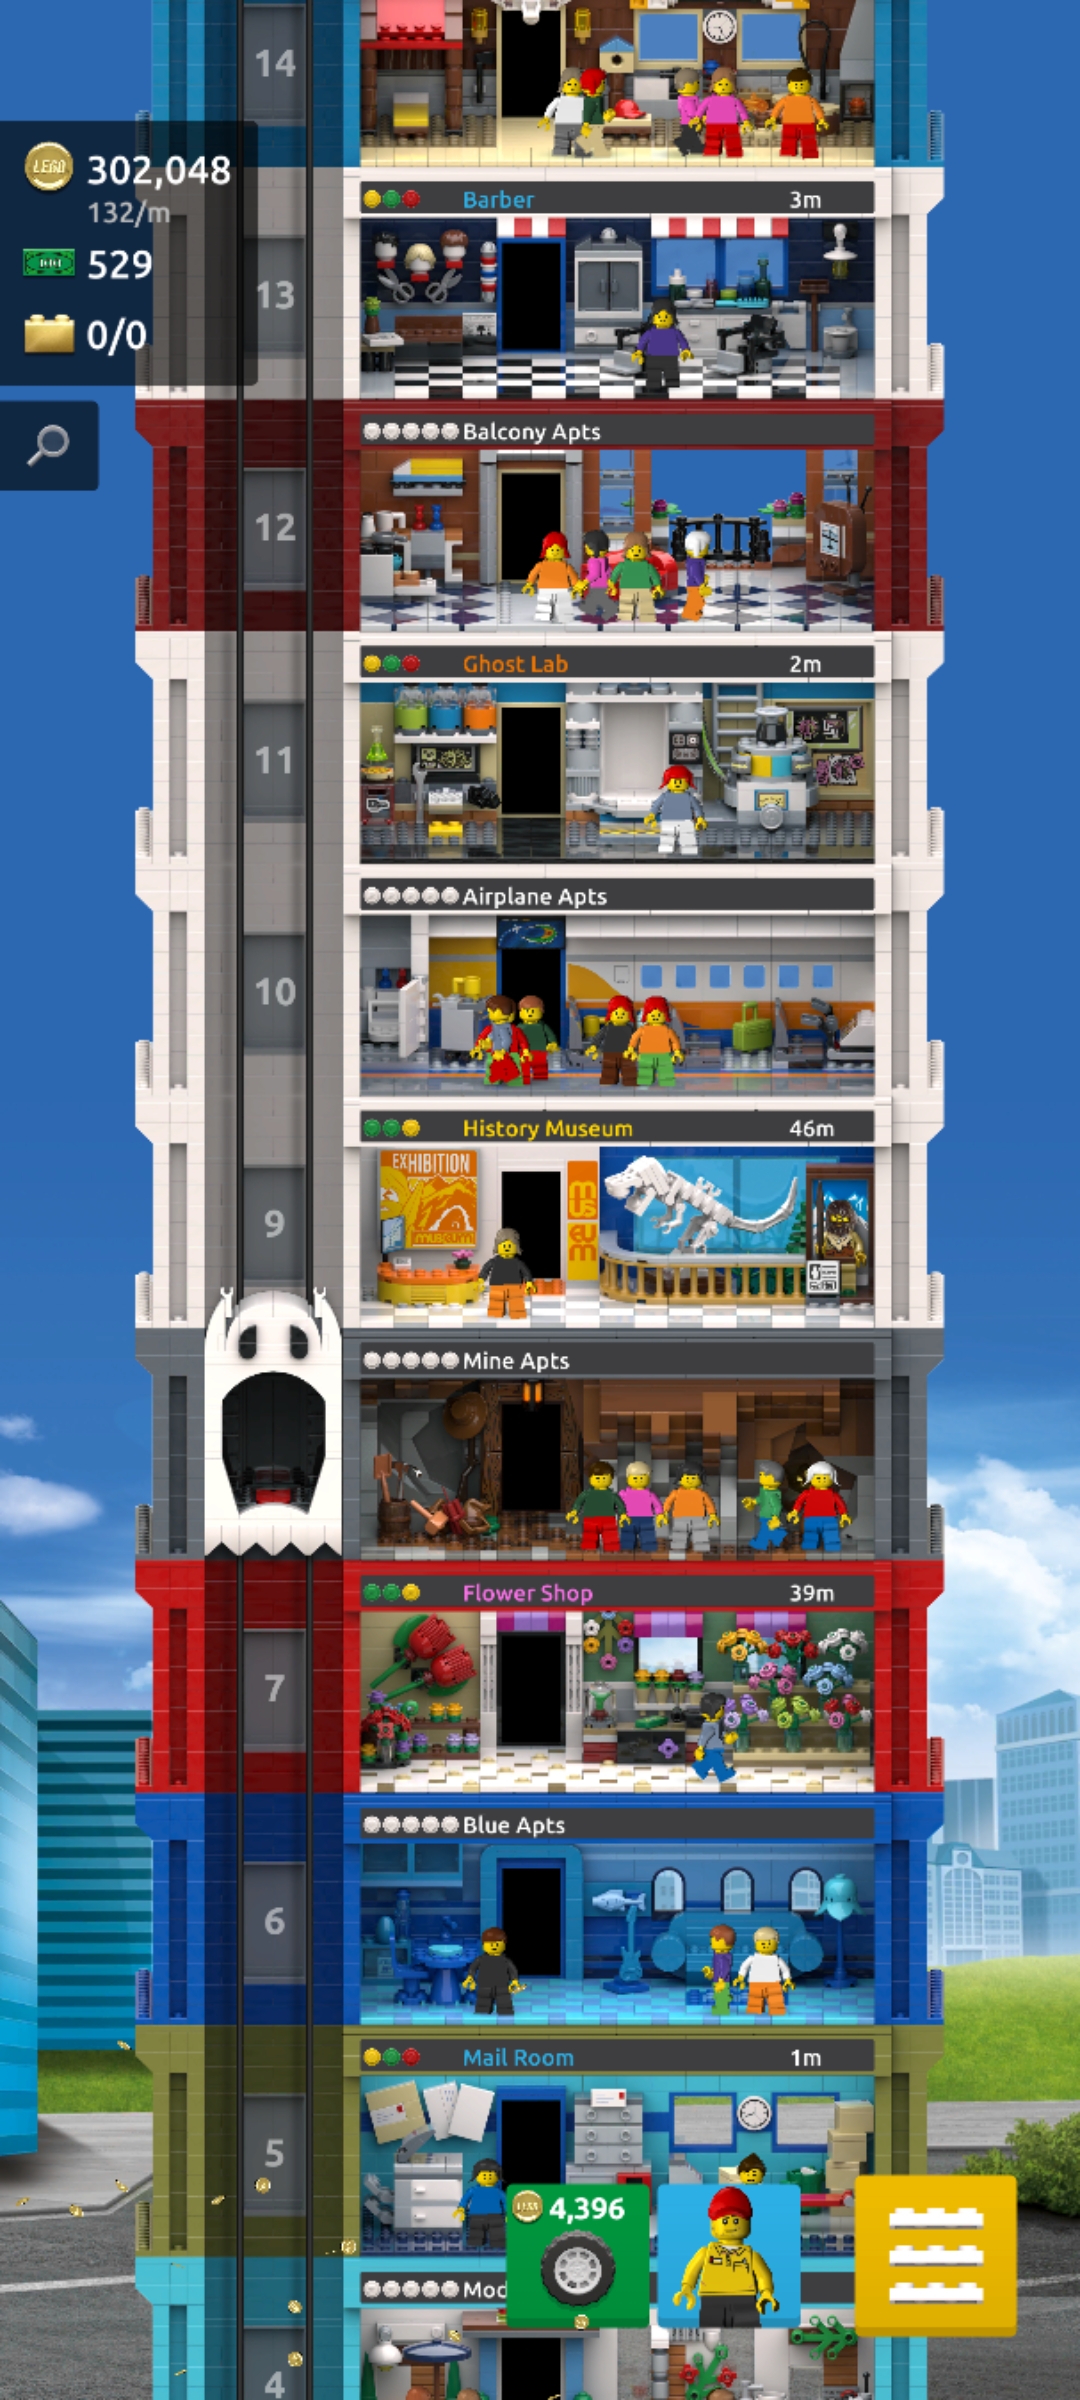 14
LEGO 302,048
132/m
529
0/0
Barber 3m
13
Balcony Apts
12
Ghost Lab 2m
11
Airplane Apts
10
History Museum 46m
EXHIBITION
museum
museum
9
Mine Apts
Flower Shop 39m
7
Blue Apts
6
Mail Room 1m
5
4,396
Mod
4